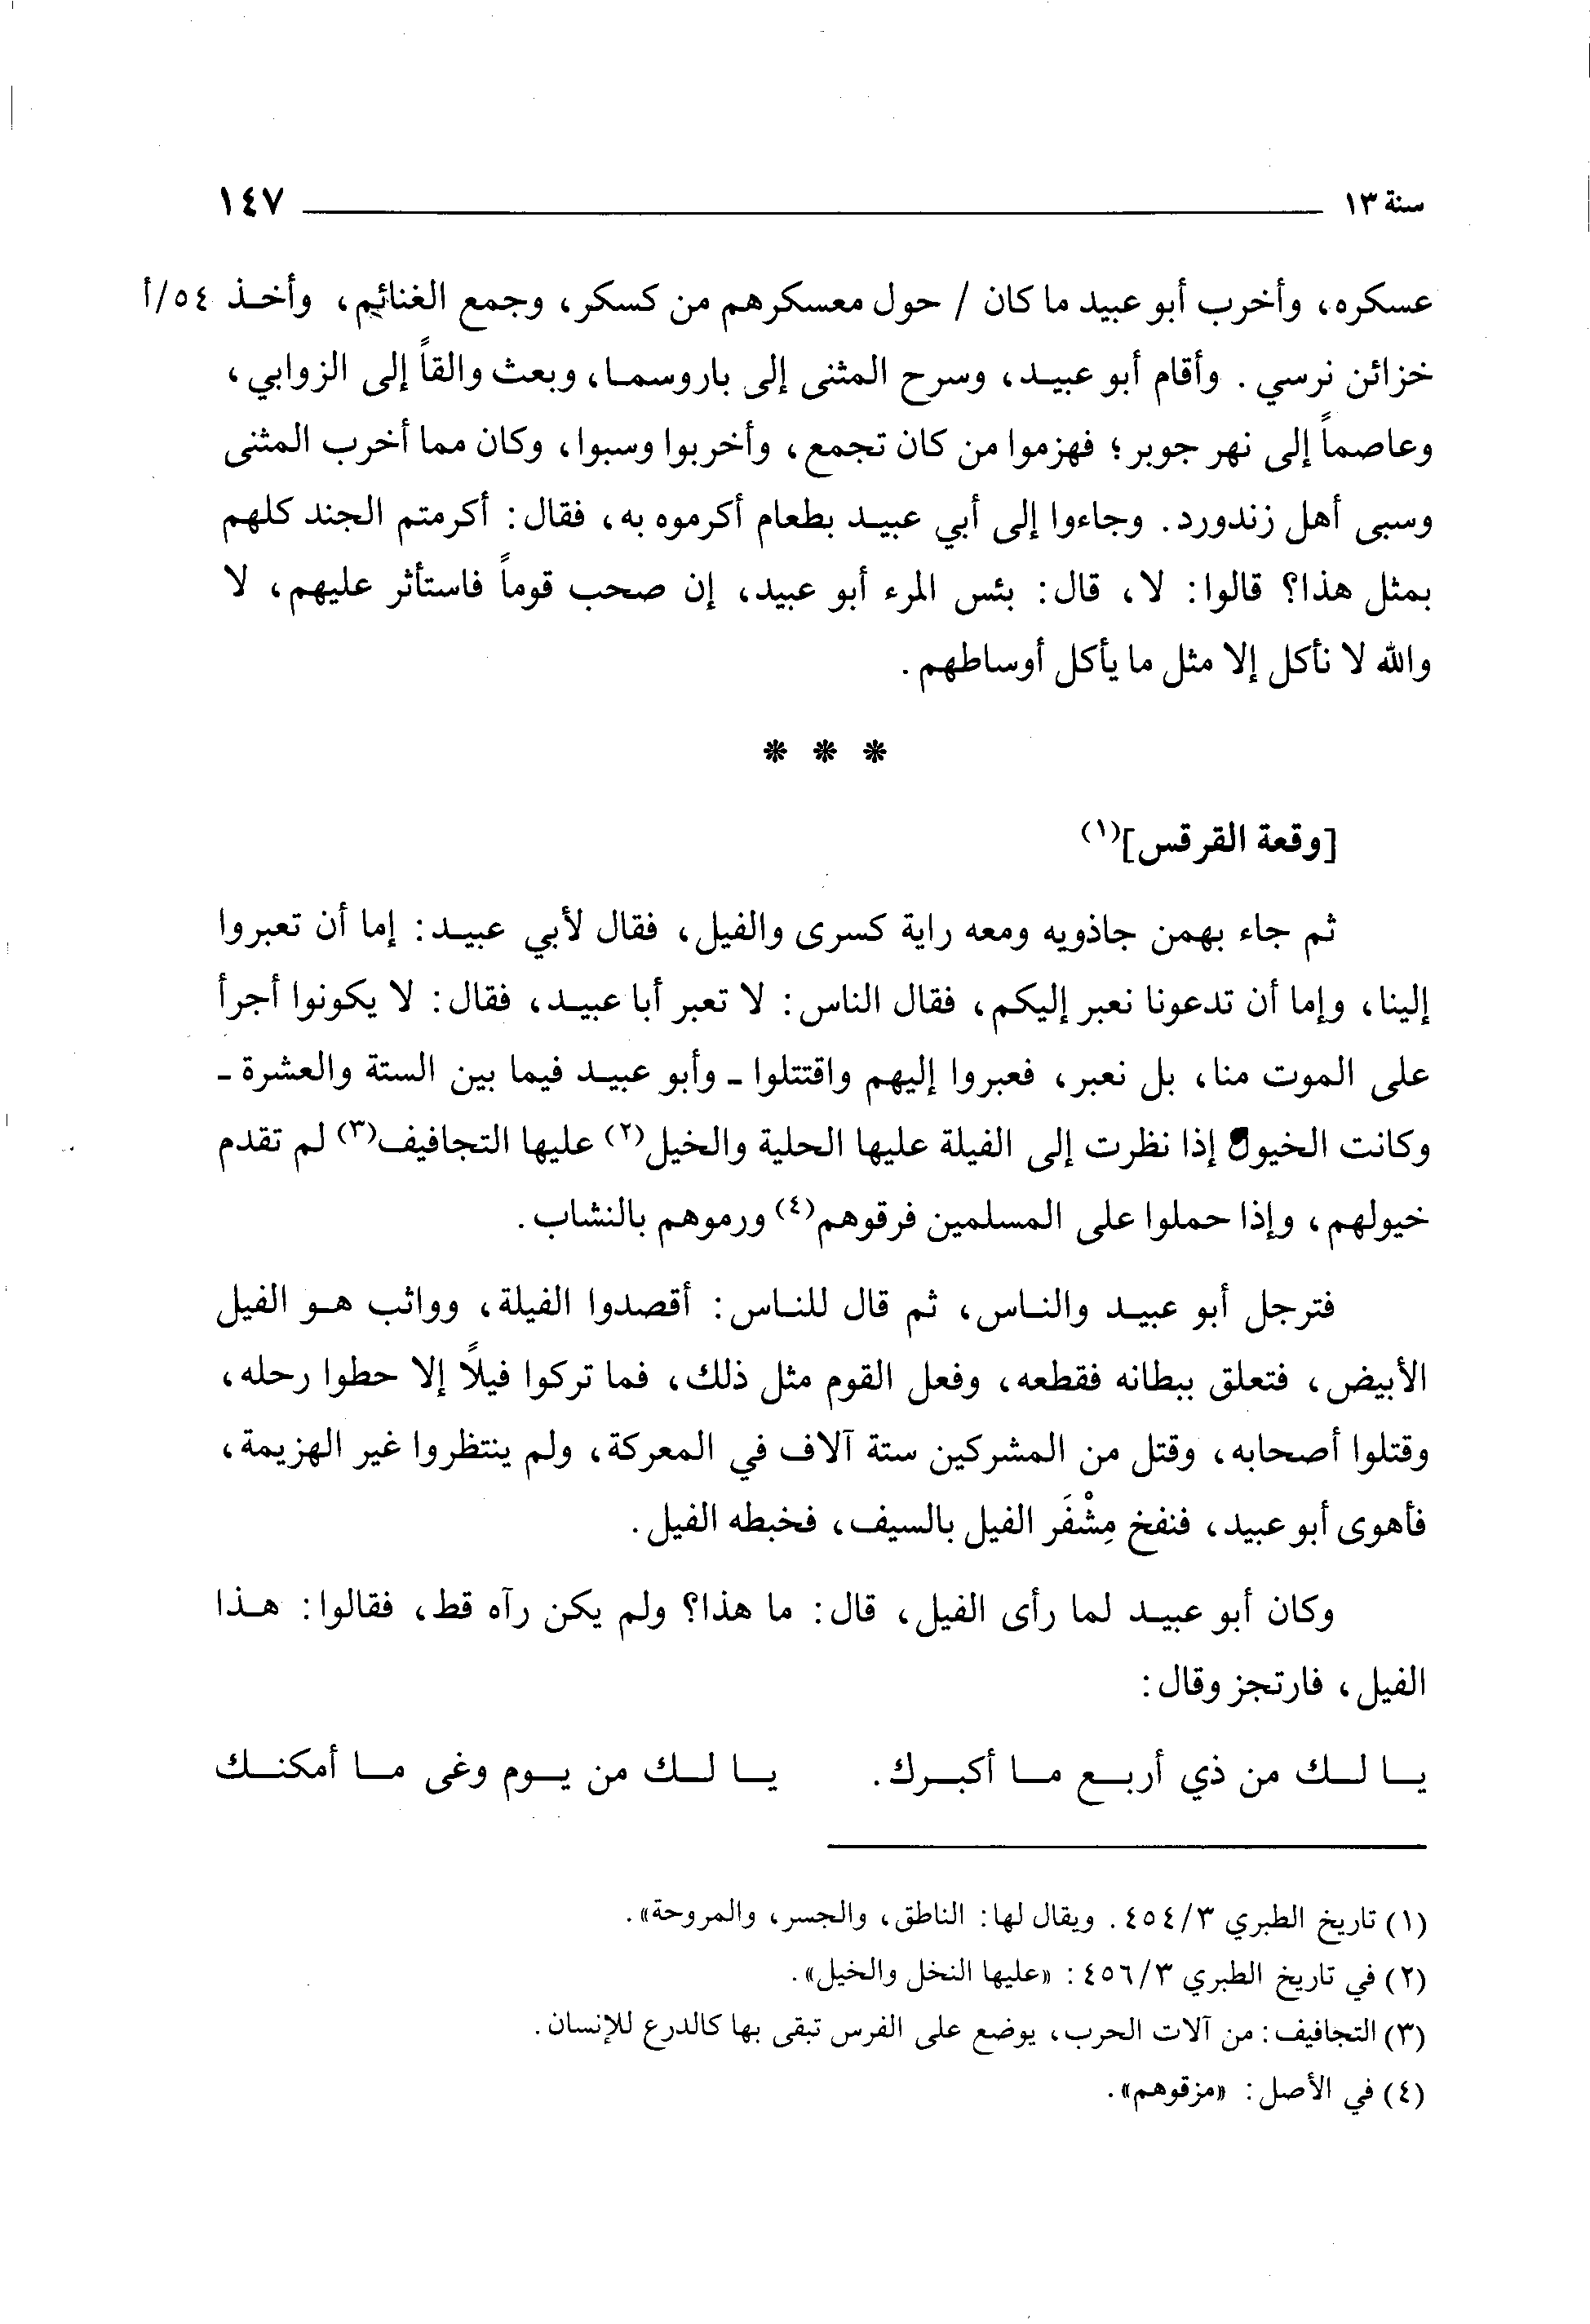 سنة ١٣ ١٤٧
عسكره، وأخرب أبو عبيد ما كان / حول معسكرهم من كسكر، وجمع الغنائم، وأخذ ٥٤/أ
خزائن نرسي. وأقام أبو عبيد، وسرح المثنى إلى باروسما، وبعث والقاً إلى الزوابي،
وعاصماً إلى نهر جوبر؛ فهزموا من كان تجمع، وأخربوا وسبوا، وكان مما أخرب المثنى
وسبى أهل زندورد. وجاءوا إلى أبي عبيد بطعام أكرموه به، فقال: أكرمتم الجند كلهم
بمثل هذا؟ قالوا: لا، قال: بئس المرء أبو عبيد، إن صحب قوماً فاستأثر عليهم، لا
والله لا نأكل إلا مثل ما يأكل أوساطهم.
* * *
[وقعة القرقس](١)
ثم جاء بهمن جاذويه ومعه راية كسرى والفيل، فقال لأبي عبيد: إما أن تعبروا
إلينا، وإما أن تدعونا نعبر إليكم، فقال الناس: لا تعبر أبا عبيد، فقال: لا يكونوا أجرأ
على الموت منا، بل نعبر، فعبروا إليهم واقتتلوا - وأبو عبيد فيما بين الستة والعشرة -
وكانت الخيول إذا نظرت إلى الفيلة عليها الحلية والخيل(٢) عليها التجافيف(٣) لم تقدم
خيولهم، وإذا حملوا على المسلمين فرقوهم(٤) ورموهم بالنشاب.
فترجل أبو عبيد والناس، ثم قال للناس: أقصدوا الفيلة، وواثب هو الفيل
الأبيض، فتعلق ببطانه فقطعه، وفعل القوم مثل ذلك، فما تركوا فيلاً إلا حطوا رحله،
وقتلوا أصحابه، وقتل من المشركين ستة آلاف في المعركة، ولم ينتظروا غير الهزيمة،
فأهوى أبو عبيد، فنفخ مِشْفَر الفيل بالسيف، فخبطه الفيل.
وكان أبو عبيد لما رأى الفيل، قال: ما هذا؟ ولم يكن رآه قط، فقالوا: هذا
الفيل، فارتجز وقال:
يا لك من ذي أربع ما أكبرك. يا لك من يوم وغى ما أمكنك
(١) تاريخ الطبري ٣/٤٥٤. ويقال لها: الناطق، والجسر، والمروحة».
(٢) في تاريخ الطبري ٣/٤٥٦: «عليها النخل والخيل».
(٣) التجافيف: من آلات الحرب، يوضع على الفرس تبقى بها كالدرع للإنسان.
(٤) في الأصل: «مزقوهم».